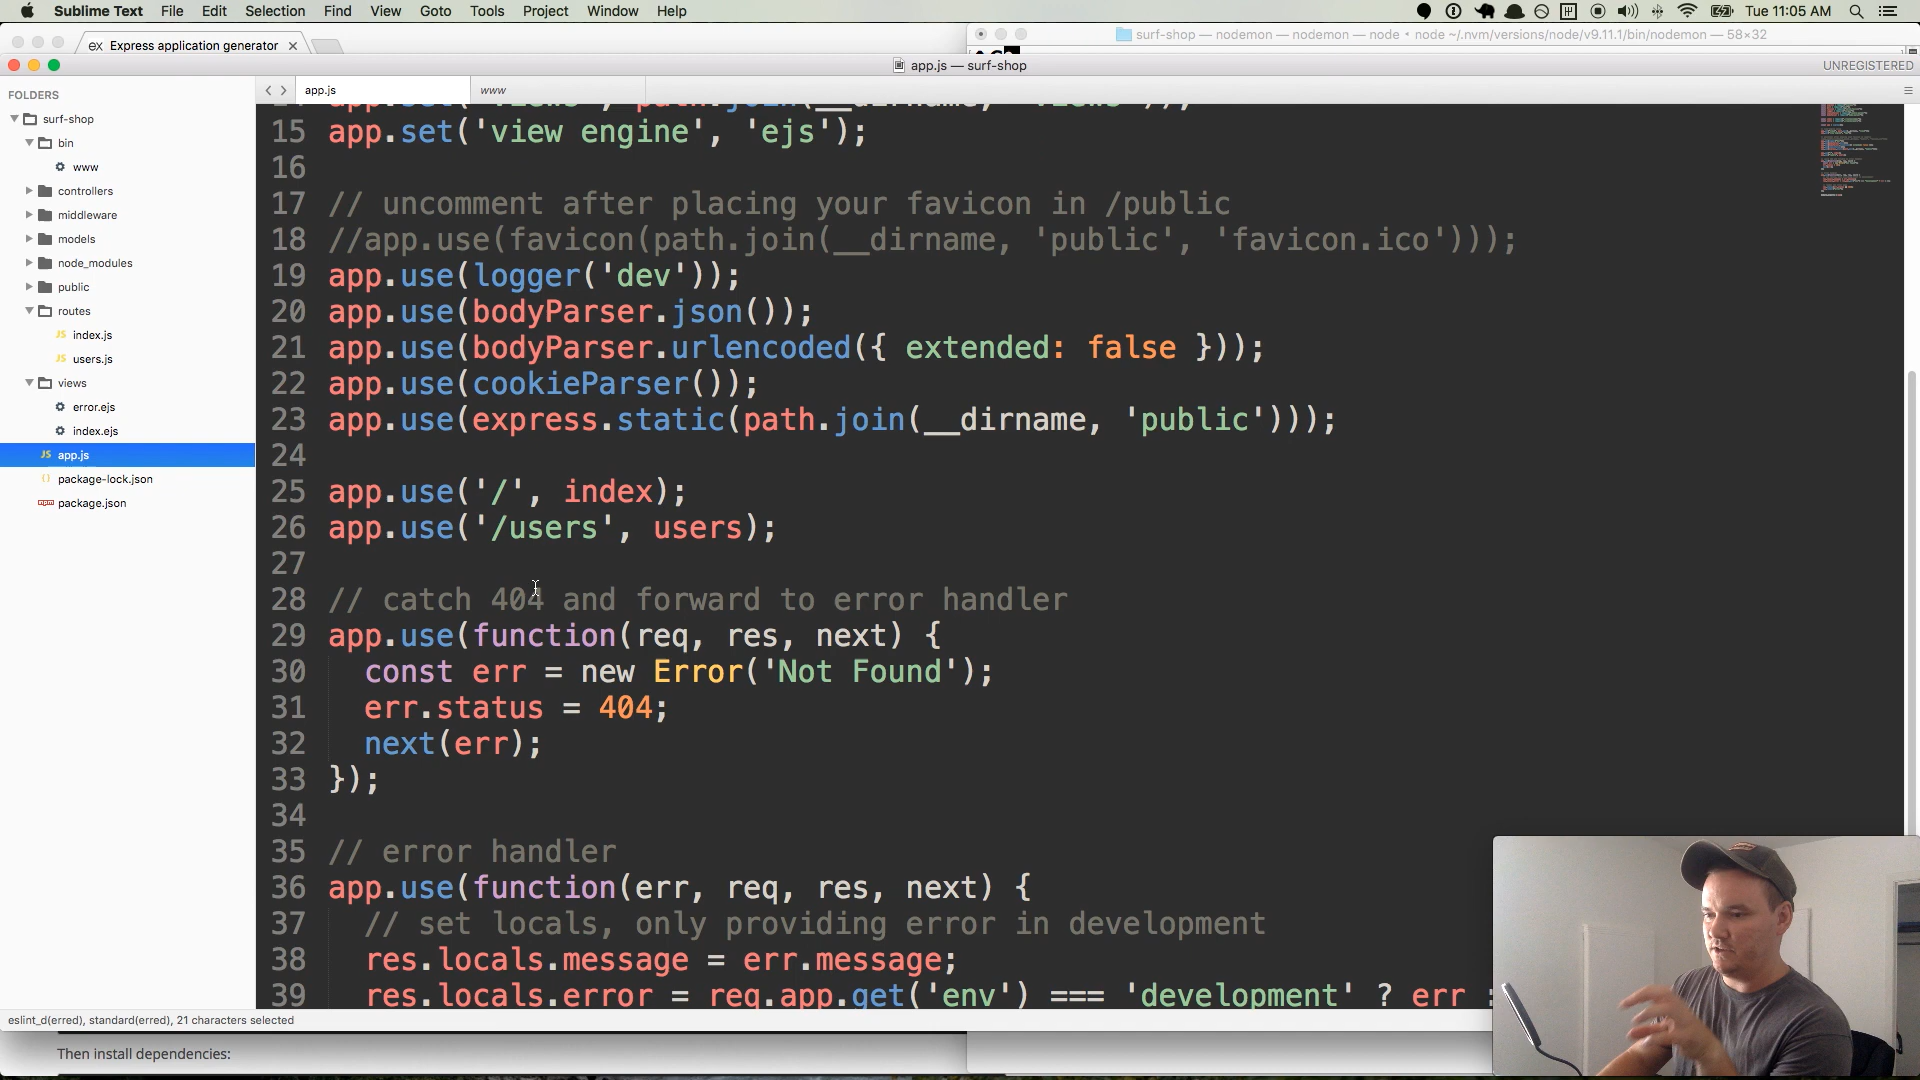 Sublime Text File Edit Selection Find View Goto Tools Project Window Help
Tue 11:05 AM
ex Express application generator
surf-shop — nodemon — nodemon — node • node ~/.nvm/versions/node/v9.11.1/bin/nodemon — 58×32
app.js — surf-shop
UNREGISTERED
FOLDERS
surf-shop
bin
www
controllers
middleware
models
node_modules
public
routes
JS index.js
JS users.js
views
error.ejs
index.ejs
JS app.js
package-lock.json
package.json
app.js
www
15 app.set('view engine', 'ejs');
16
17 // uncomment after placing your favicon in /public
18 //app.use(favicon(path.join(__dirname, 'public', 'favicon.ico')));
19 app.use(logger('dev'));
20 app.use(bodyParser.json());
21 app.use(bodyParser.urlencoded({ extended: false }));
22 app.use(cookieParser());
23 app.use(express.static(path.join(__dirname, 'public')));
24
25 app.use('/', index);
26 app.use('/users', users);
27
28 // catch 404 and forward to error handler
29 app.use(function(req, res, next) {
30 const err = new Error('Not Found');
31 err.status = 404;
32 next(err);
33 });
34
35 // error handler
36 app.use(function(err, req, res, next) {
37 // set locals, only providing error in development
38 res.locals.message = err.message;
39 res.locals.error = req.app.get('env') === 'development' ? err :
eslint_d(erred), standard(erred), 21 characters selected
Then install dependencies: